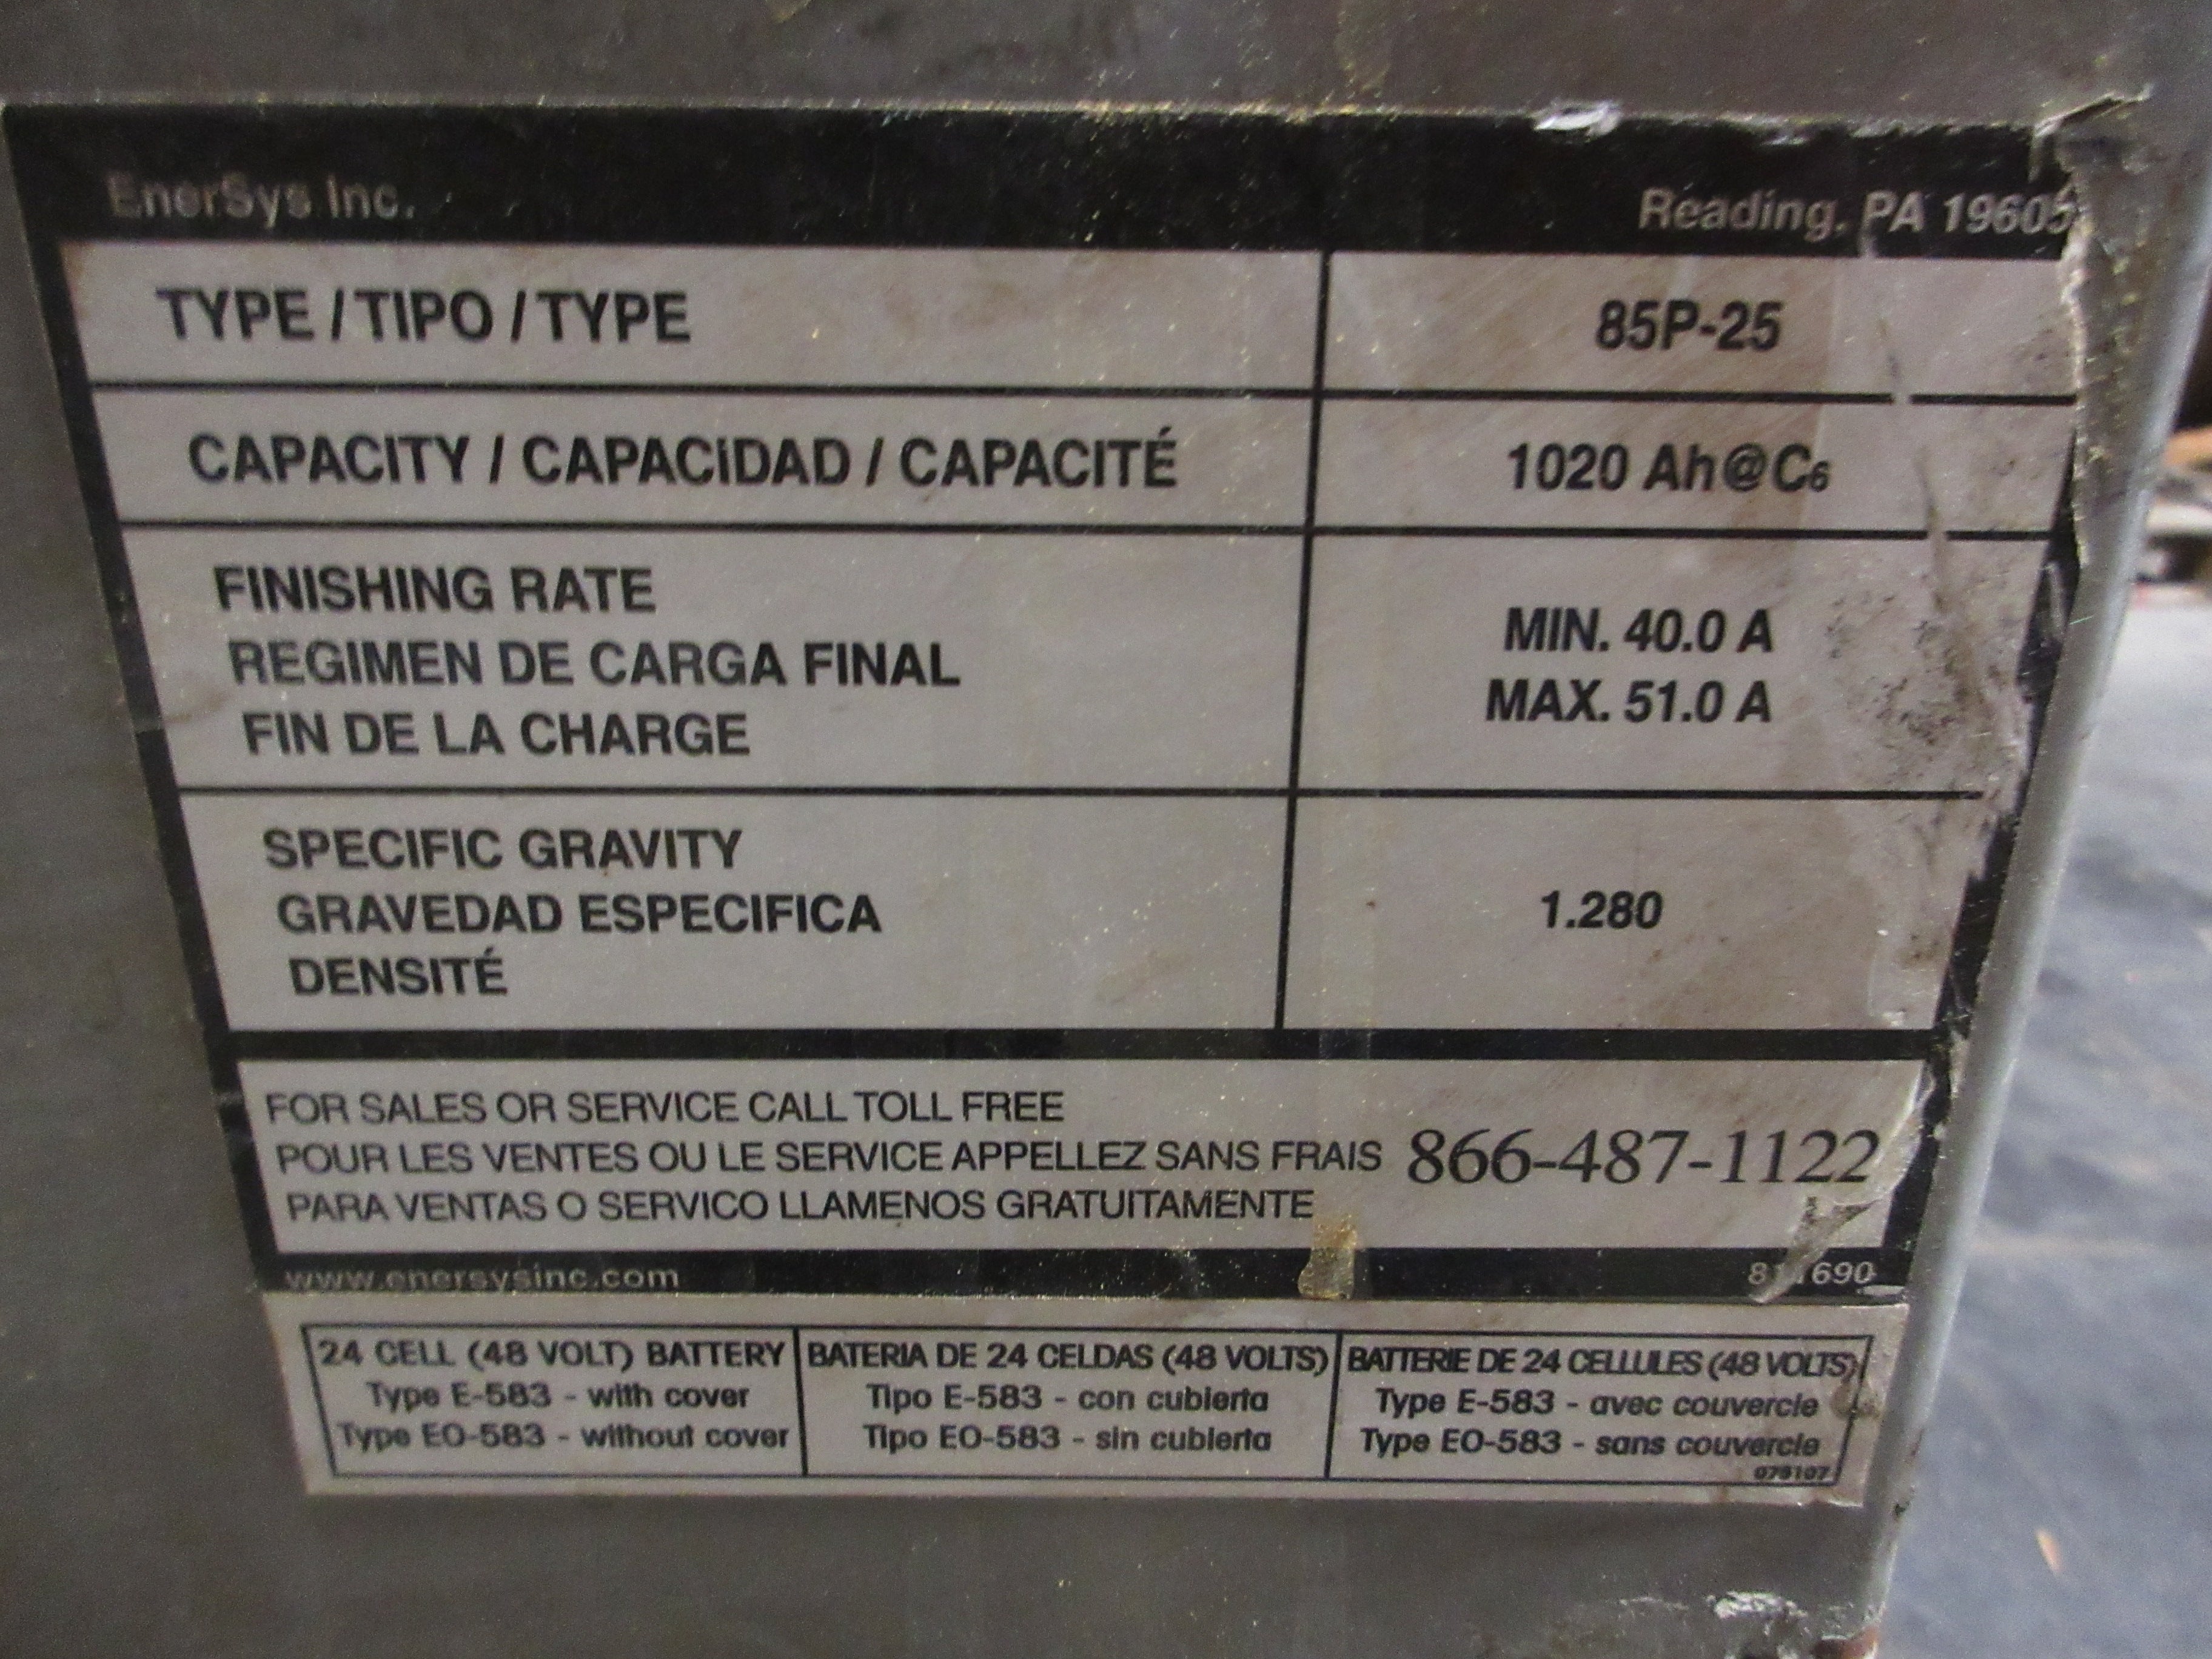 EnerSys Inc. Reading, PA 19605
TYPE / TIPO / TYPE 85P-25
CAPACITY / CAPACIDAD / CAPACITÉ 1020 Ah@C6
FINISHING RATE
REGIMEN DE CARGA FINAL
FIN DE LA CHARGE
MIN. 40.0 A
MAX. 51.0 A
SPECIFIC GRAVITY
GRAVEDAD ESPECIFICA
DENSITÉ
1.280
FOR SALES OR SERVICE CALL TOLL FREE
POUR LES VENTES OU LE SERVICE APPELLEZ SANS FRAIS
PARA VENTAS O SERVICO LLAMENOS GRATUITAMENTE
866-487-1122
www.enersysinc.com
24 CELL (48 VOLT) BATTERY
Type E-583 - with cover
Type EO-583 - without cover
BATERIA DE 24 CELDAS (48 VOLTS)
Tipo E-583 - con cubierta
Tipo EO-583 - sin cubierta
BATTERIE DE 24 CELLULES (48 VOLTS)
Type E-583 - avec couvercle
Type EO-583 - sans couvercle